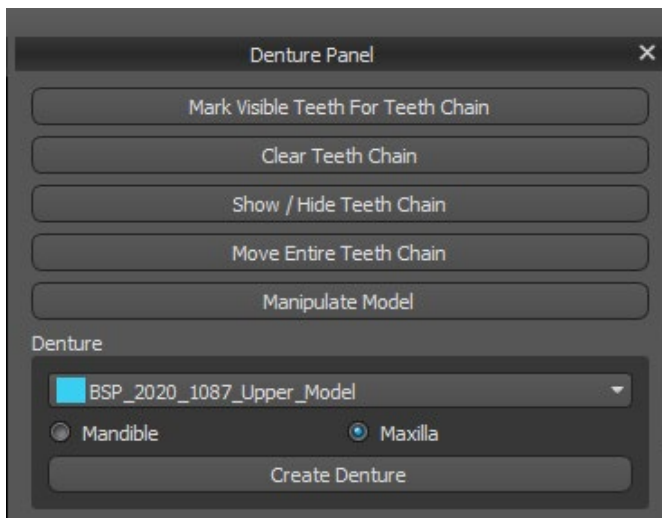 Denture Panel
Mark Visible Teeth For Teeth Chain
Clear Teeth Chain
Show / Hide Teeth Chain
Move Entire Teeth Chain
Manipulate Model
Denture
BSP_2020_1087_Upper_Model
Mandible Maxilla
Create Denture